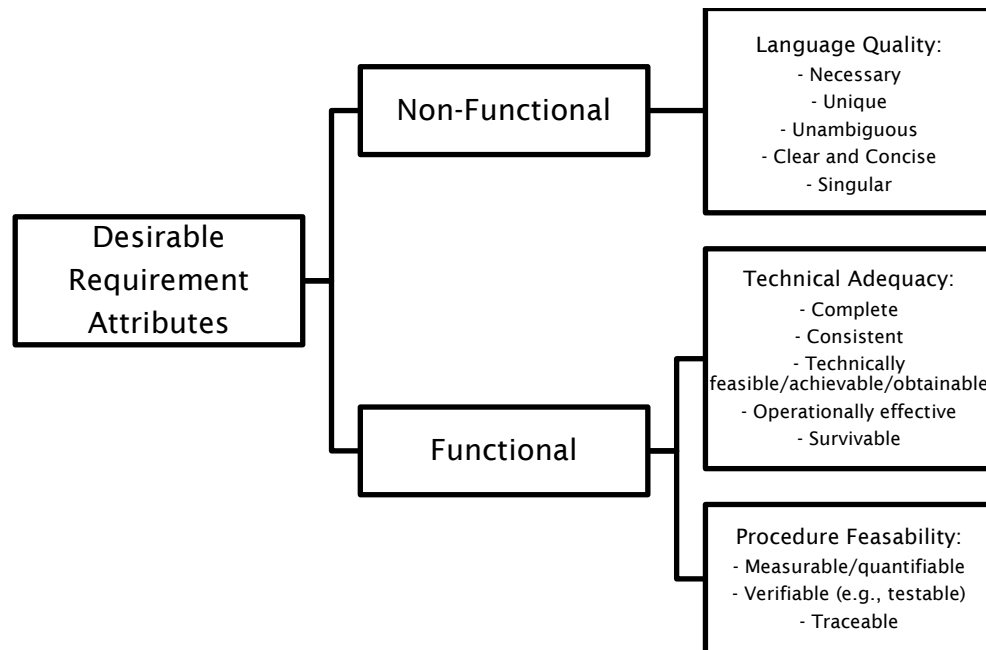 Desirable
Requirement
Attributes
Non-Functional
Language Quality:
- Necessary
- Unique
- Unambiguous
- Clear and Concise
- Singular
Functional
Technical Adequacy:
- Complete
- Consistent
- Technically
feasible/achievable/obtainable
- Operationally effective
- Survivable
Procedure Feasability:
- Measurable/quantifiable
- Verifiable (e.g., testable)
- Traceable